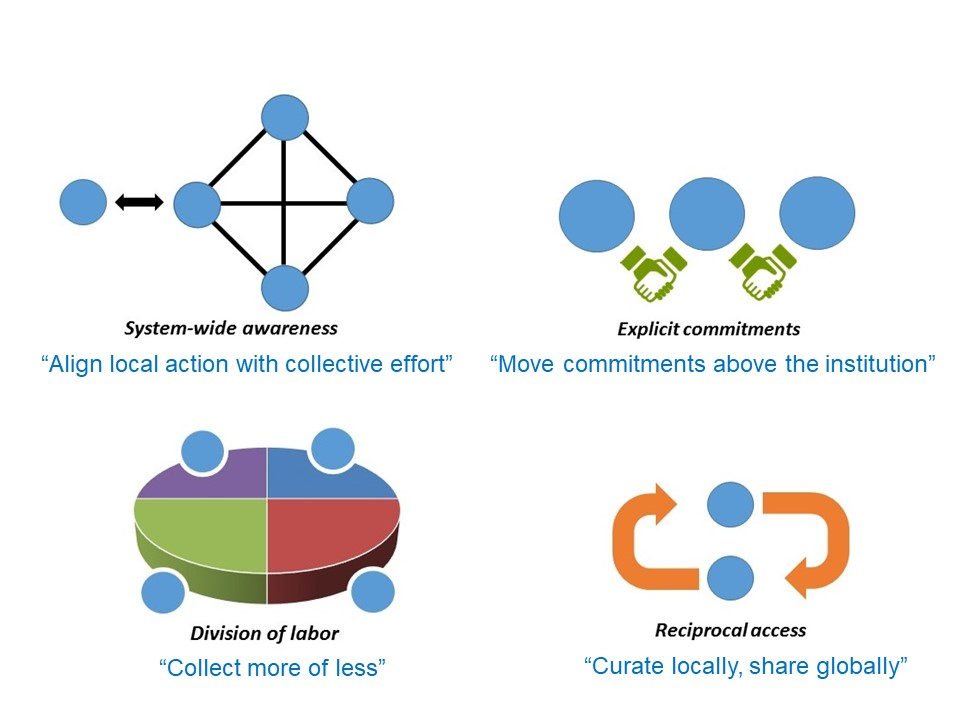 System-wide awareness
“Align local action with collective effort”
Explicit commitments
“Move commitments above the institution”
Division of labor
“Collect more of less”
Reciprocal access
“Curate locally, share globally”